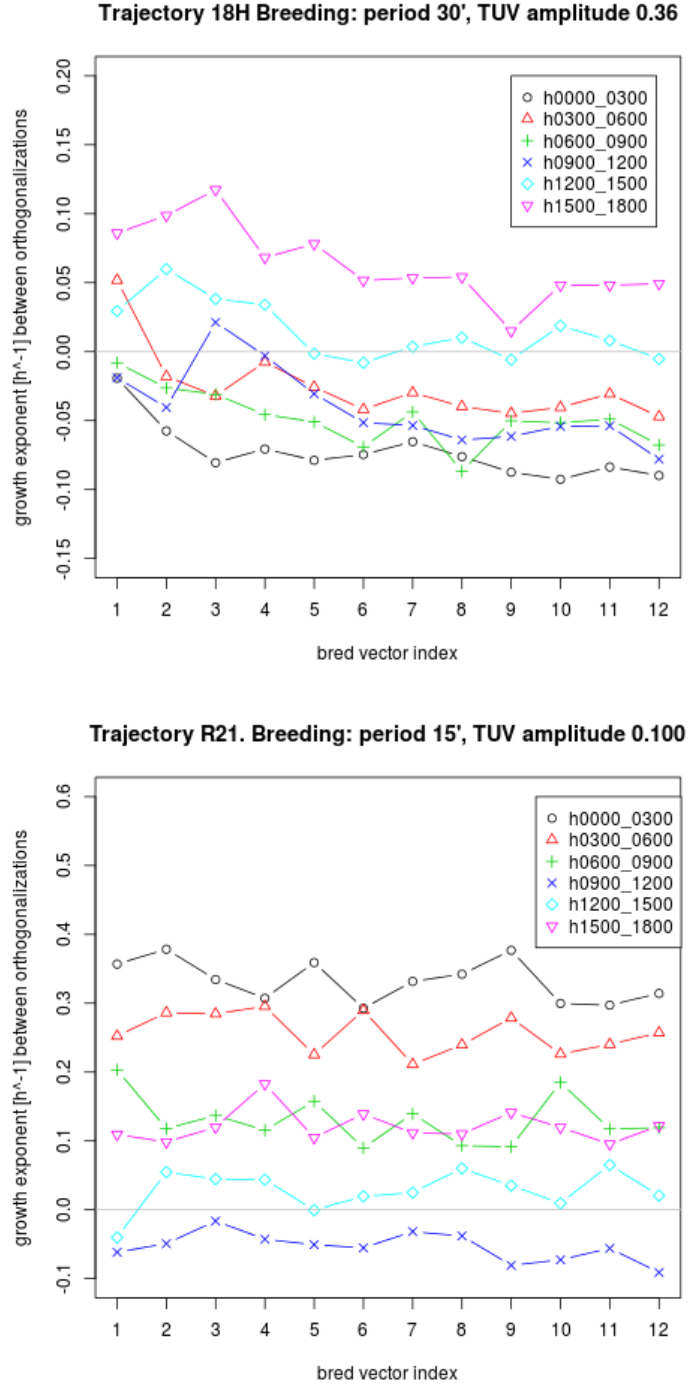 Trajectory 18H Breeding: period 30', TUV amplitude 0.36
growth exponent [h^-1] between orthogonalizations
0.20
0.15
0.10
0.05
0.00
-0.05
-0.10
-0.15
h0000_0300
h0300_0600
h0600_0900
h0900_1200
h1200_1500
h1500_1800
1 2 3 4 5 6 7 8 9 10 11 12
bred vector index
Trajectory R21. Breeding: period 15', TUV amplitude 0.100
growth exponent [h^-1] between orthogonalizations
0.6
0.5
0.4
0.3
0.2
0.1
0.0
-0.1
h0000_0300
h0300_0600
h0600_0900
h0900_1200
h1200_1500
h1500_1800
1 2 3 4 5 6 7 8 9 10 11 12
bred vector index